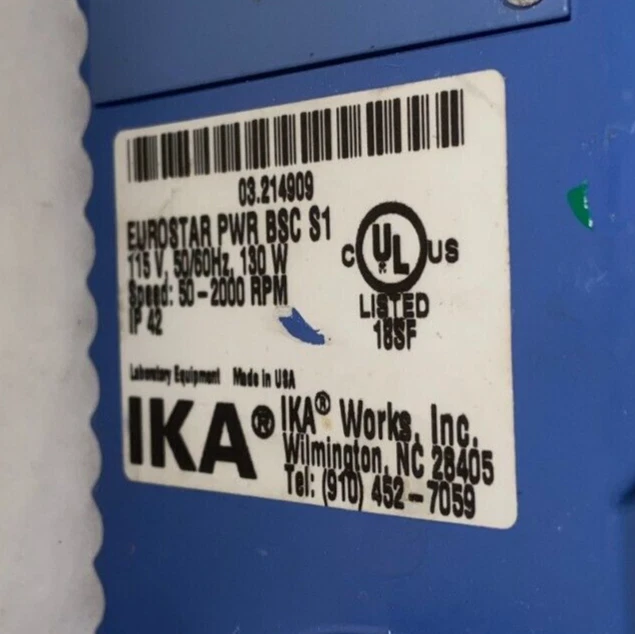 03.214909
EUROSTAR PWR BSC S1
115 V, 50/60Hz, 130 W
Speed: 50-2000 RPM
IP 42
C UL US
®
LISTED
18SF
Laboratory Equipment Made in USA
IKA®
IKA® Works, Inc.
Wilmington, NC 28405
Tel: (910) 452-7059